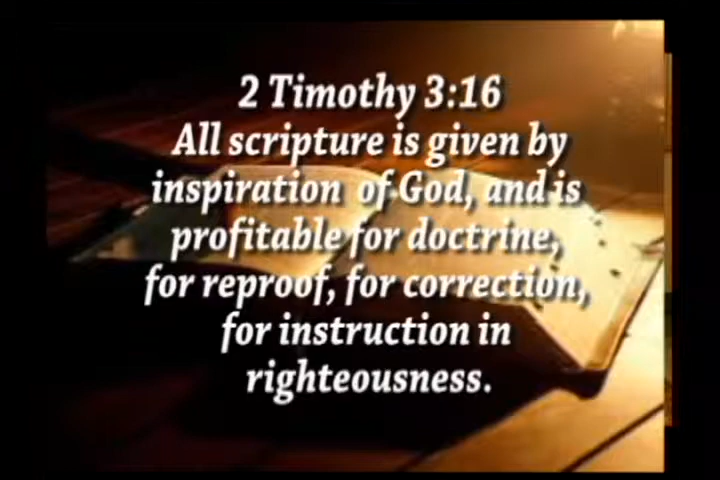 2 Timothy 3:16
All scripture is given by
inspiration of God, and is
profitable for doctrine,
for reproof, for correction,
for instruction in
righteousness.